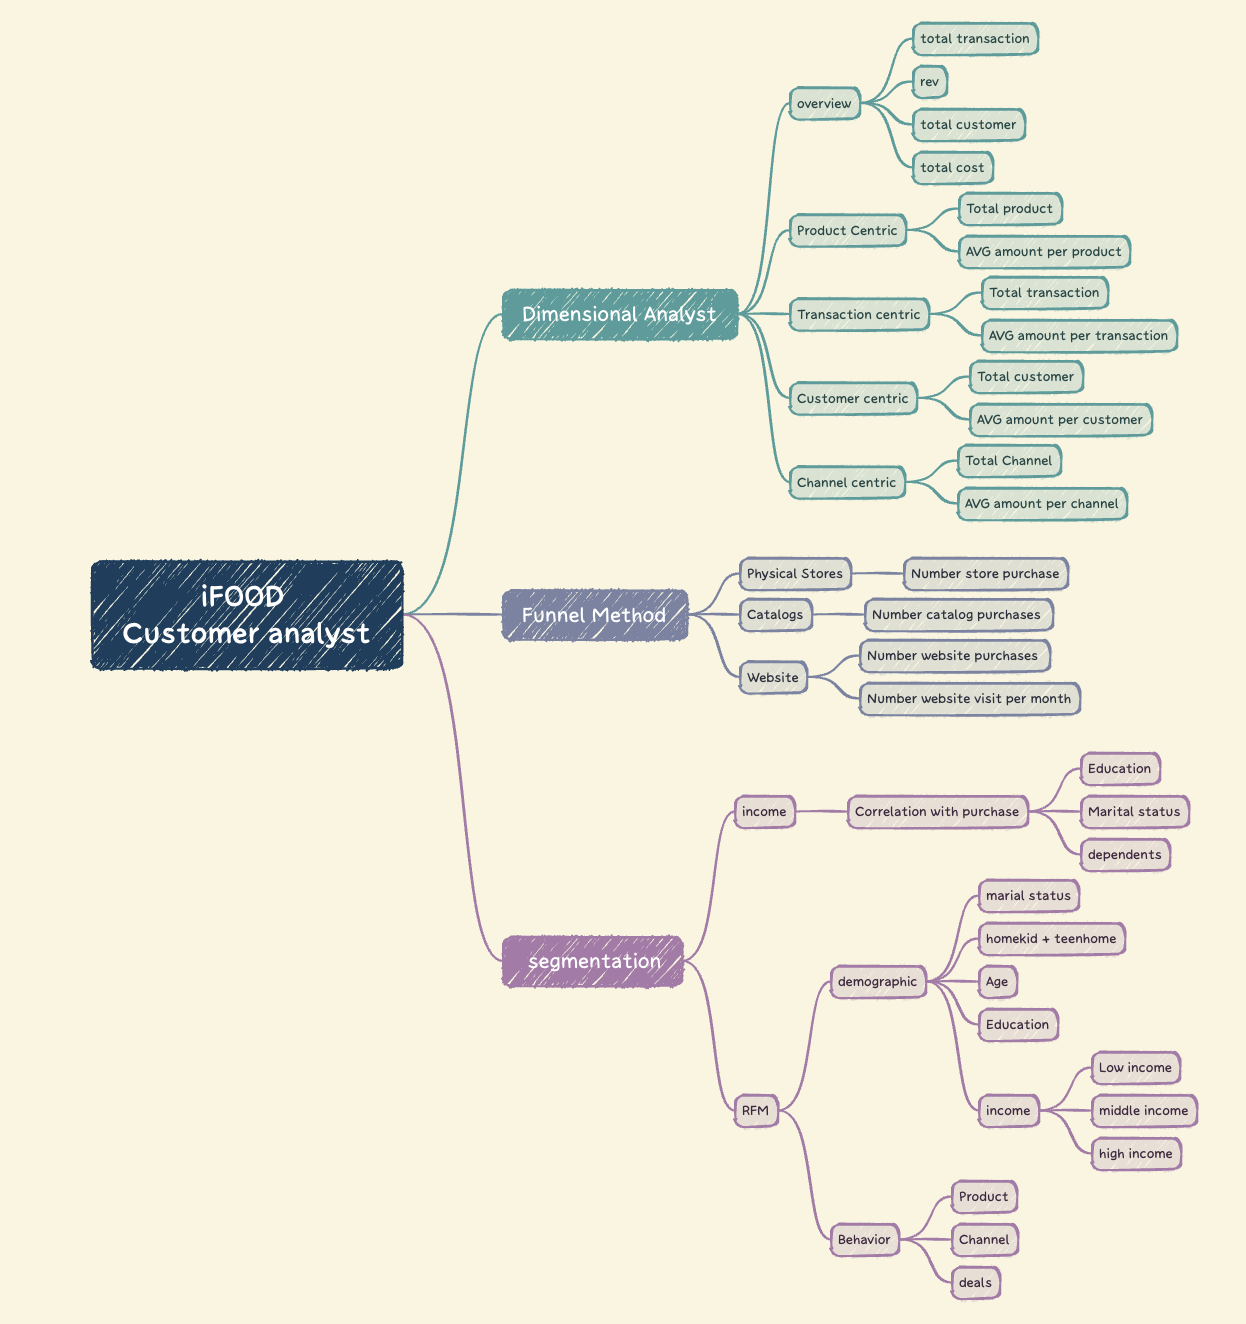 iFOOD
Customer analyst
Dimensional Analyst
overview
total transaction
rev
total customer
total cost
Product Centric
Total product
AVG amount per product
Transaction centric
Total transaction
AVG amount per transaction
Customer centric
Total customer
AVG amount per customer
Channel centric
Total Channel
AVG amount per channel
Funnel Method
Physical Stores
Number store purchase
Catalogs
Number catalog purchases
Website
Number website purchases
Number website visit per month
segmentation
income
Correlation with purchase
Education
Marital status
dependents
RFM
demographic
marial status
homekid + teenhome
Age
Education
income
Low income
middle income
high income
Behavior
Product
Channel
deals